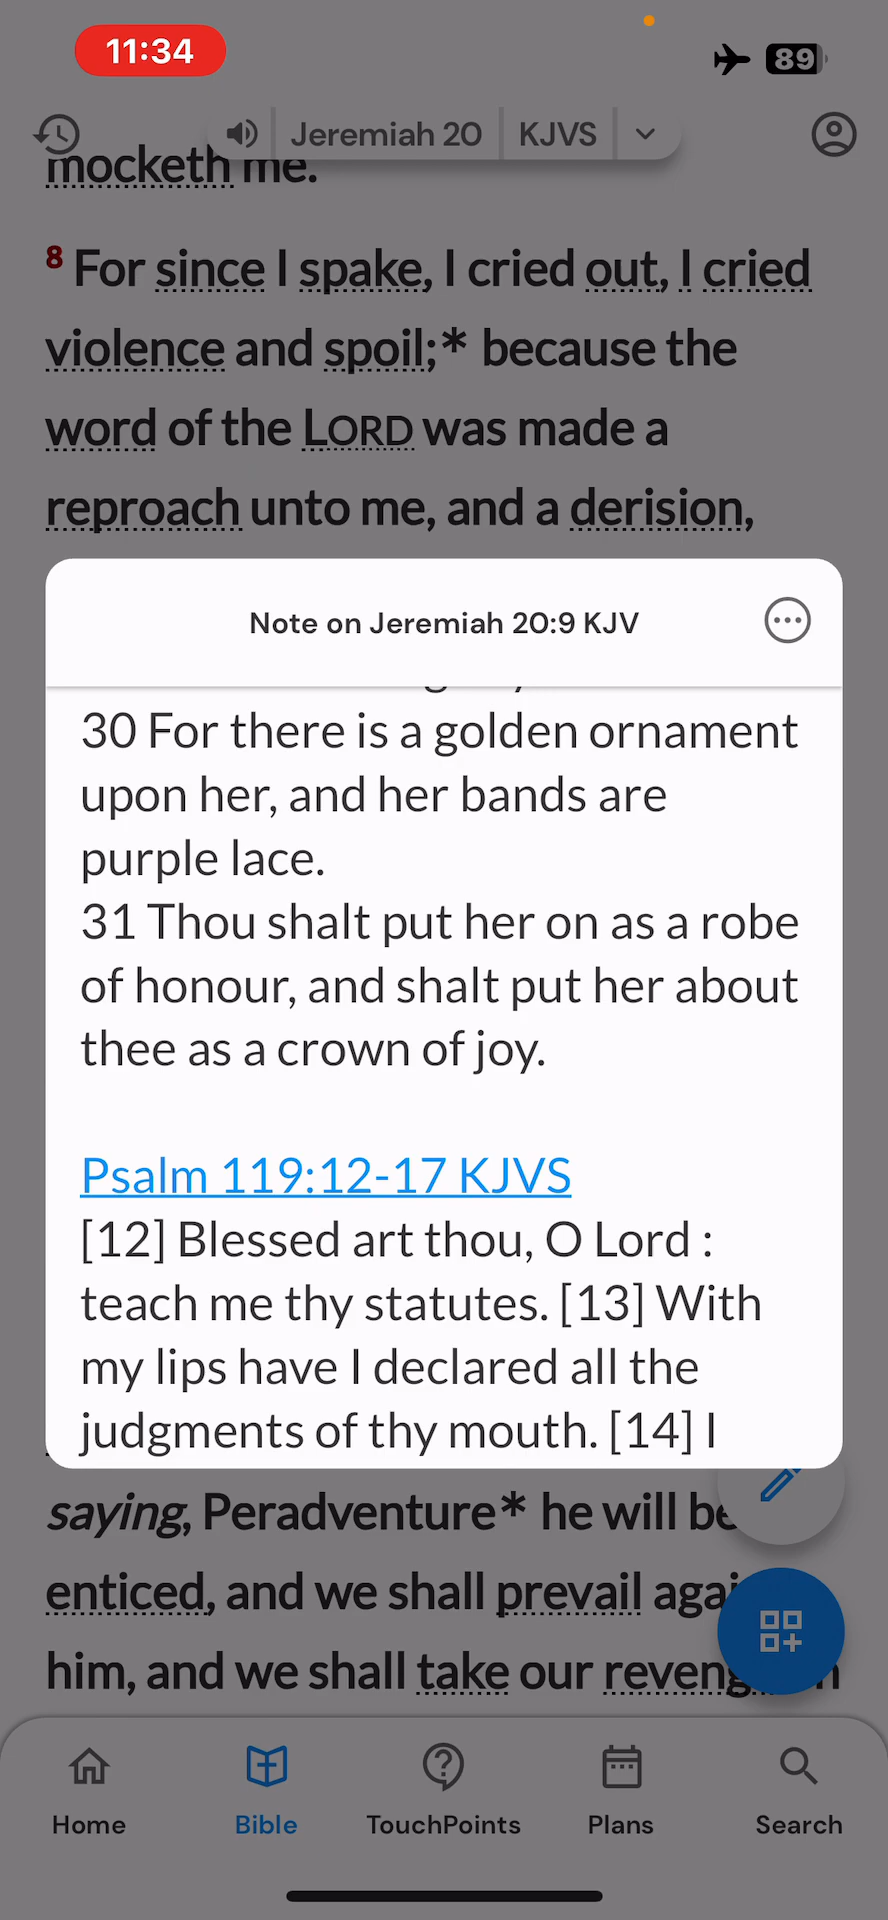 11:34
89
Jeremiah 20
KJVS
mocketh me.
8 For since I spake, I cried out, I cried
violence and spoil;* because the
word of the LORD was made a
reproach unto me, and a derision,
Note on Jeremiah 20:9 KJV
30 For there is a golden ornament
upon her, and her bands are
purple lace.
31 Thou shalt put her on as a robe
of honour, and shalt put her about
thee as a crown of joy.
Psalm 119:12-17 KJVS
[12] Blessed art thou, O Lord :
teach me thy statutes. [13] With
my lips have I declared all the
judgments of thy mouth. [14] I
saying, Peradventure* he will be
enticed, and we shall prevail
him, and we shall take our
Home
Bible
TouchPoints
Plans
Search